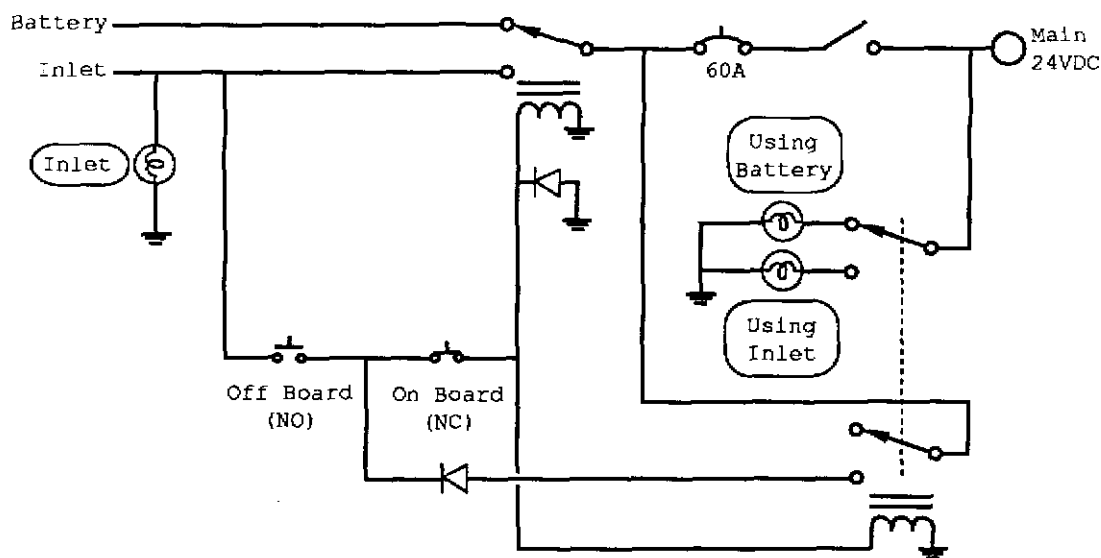 Battery
Inlet
Inlet
60A
Main
24VDC
Using
Battery
Using
Inlet
Off Board
(NO)
On Board
(NC)